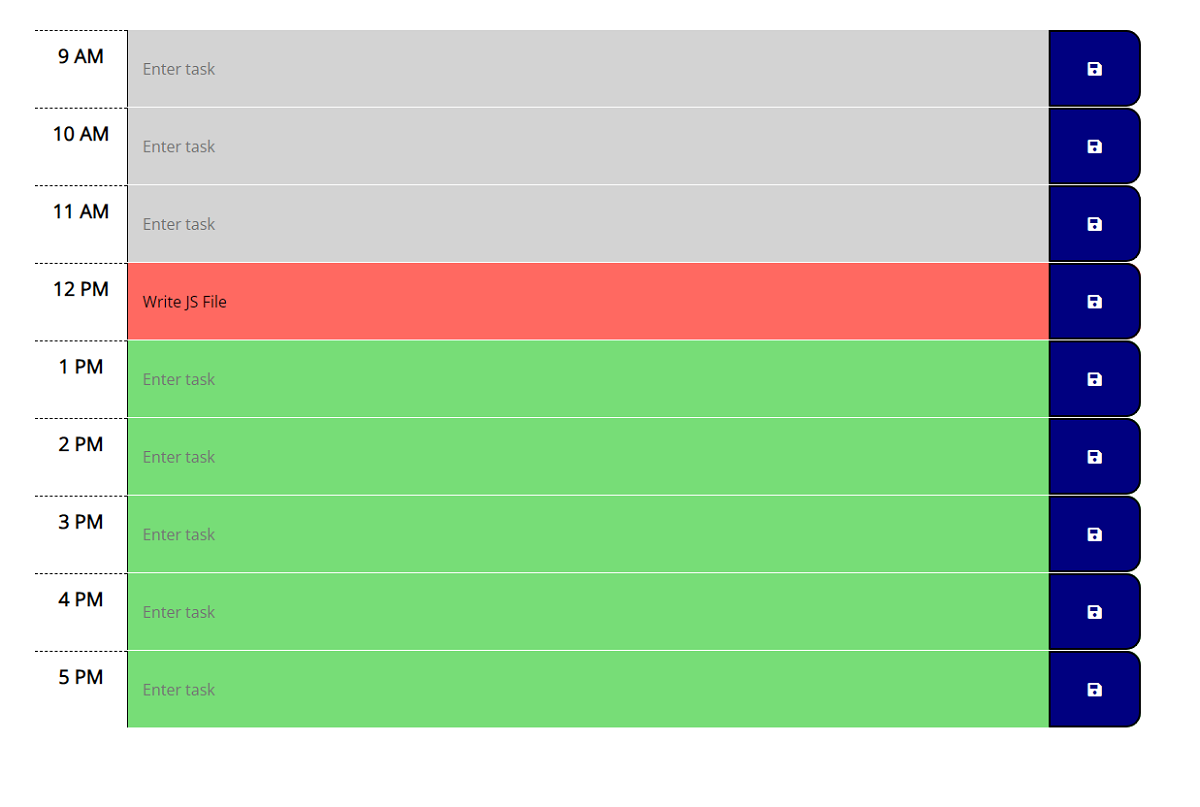 9 AM
Enter task
10 AM
Enter task
11 AM
Enter task
12 PM
Write JS File
1 PM
Enter task
2 PM
Enter task
3 PM
Enter task
4 PM
Enter task
5 PM
Enter task